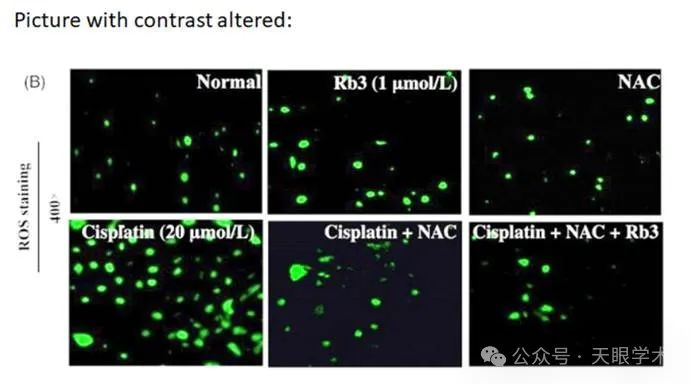 Picture with contrast altered:
(B)
Normal
Rb3 (1 μmol/L)
NAC
ROS staining
400×
Cisplatin (20 μmol/L)
Cisplatin + NAC
Cisplatin + NAC + Rb3
公众号 · 天眼学术